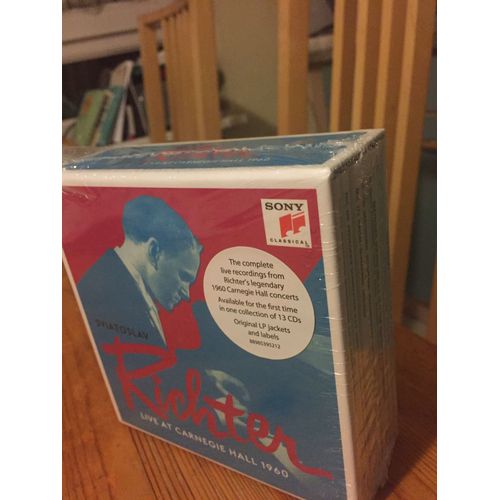 SONY
CLASSICAL
The complete
live recordings from
Richter's legendary
1960 Carnegie Hall concerts
Available for the first time
in one collection of 13 CDs
Original LP jackets
and labels
88985395212
SVIATOSLAV
Richter
LIVE AT CARNEGIE HALL 1960